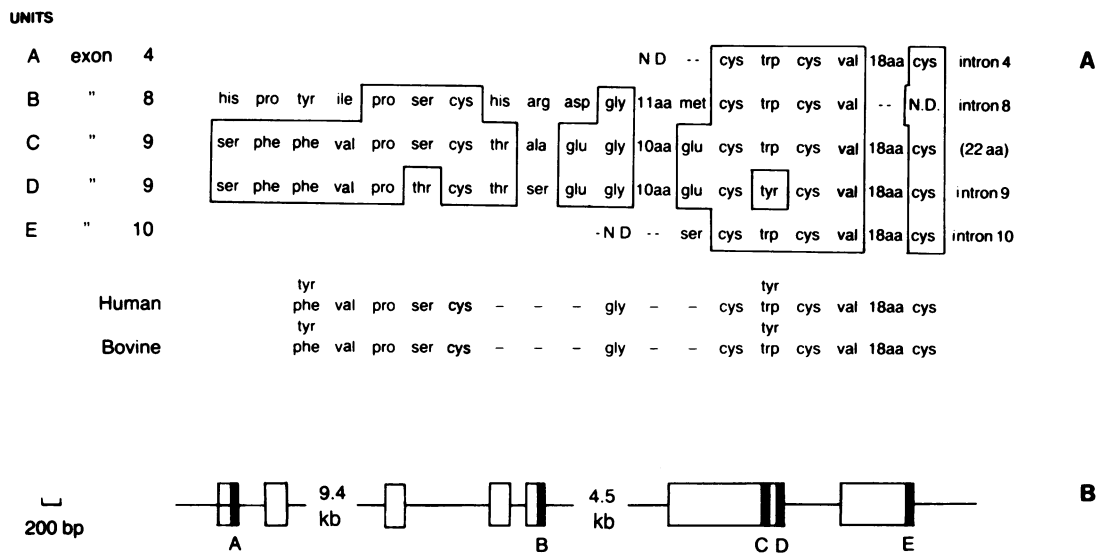 UNITS
A exon 4 N D -- cys trp cys val 18aa cys intron 4 A
B " 8 his pro tyr ile pro ser cys his arg asp gly 11aa met cys trp cys val -- N.D. intron 8
C " 9 ser phe phe val pro ser cys thr ala glu gly 10aa glu cys trp cys val 18aa cys (22 aa)
D " 9 ser phe phe val pro thr cys thr ser glu gly 10aa glu cys tyr cys val 18aa cys intron 9
E " 10 -N D -- ser cys trp cys val 18aa cys intron 10
tyr tyr
Human phe val pro ser cys – – – gly – – cys trp cys val 18aa cys
tyr tyr
Bovine phe val pro ser cys – – – gly – – cys trp cys val 18aa cys
200 bp 9.4 kb 4.5 kb B
A B C D E